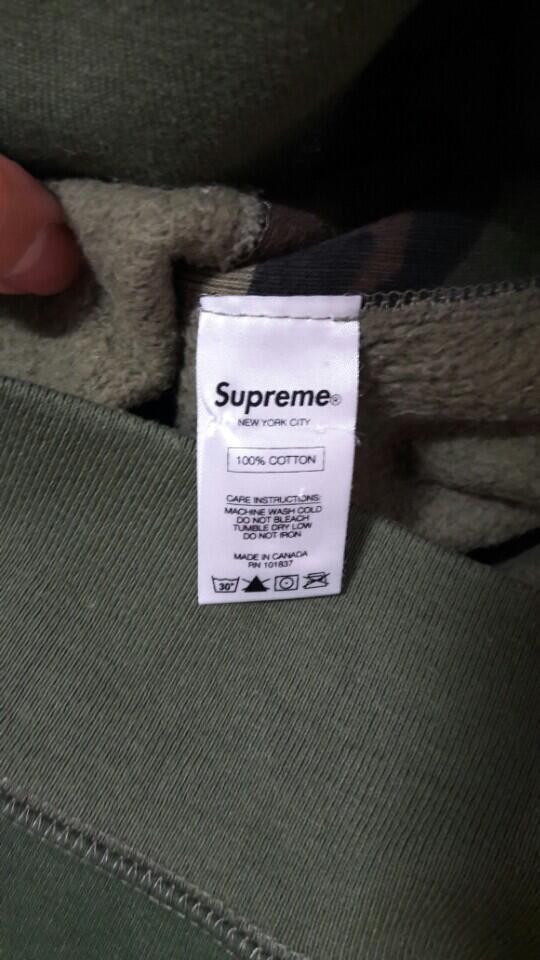 Supreme®
NEW YORK CITY
100% COTTON
CARE INSTRUCTIONS:
MACHINE WASH COLD
DO NOT BLEACH
TUMBLE DRY LOW
DO NOT IRON
MADE IN CANADA
RN 101837
30°